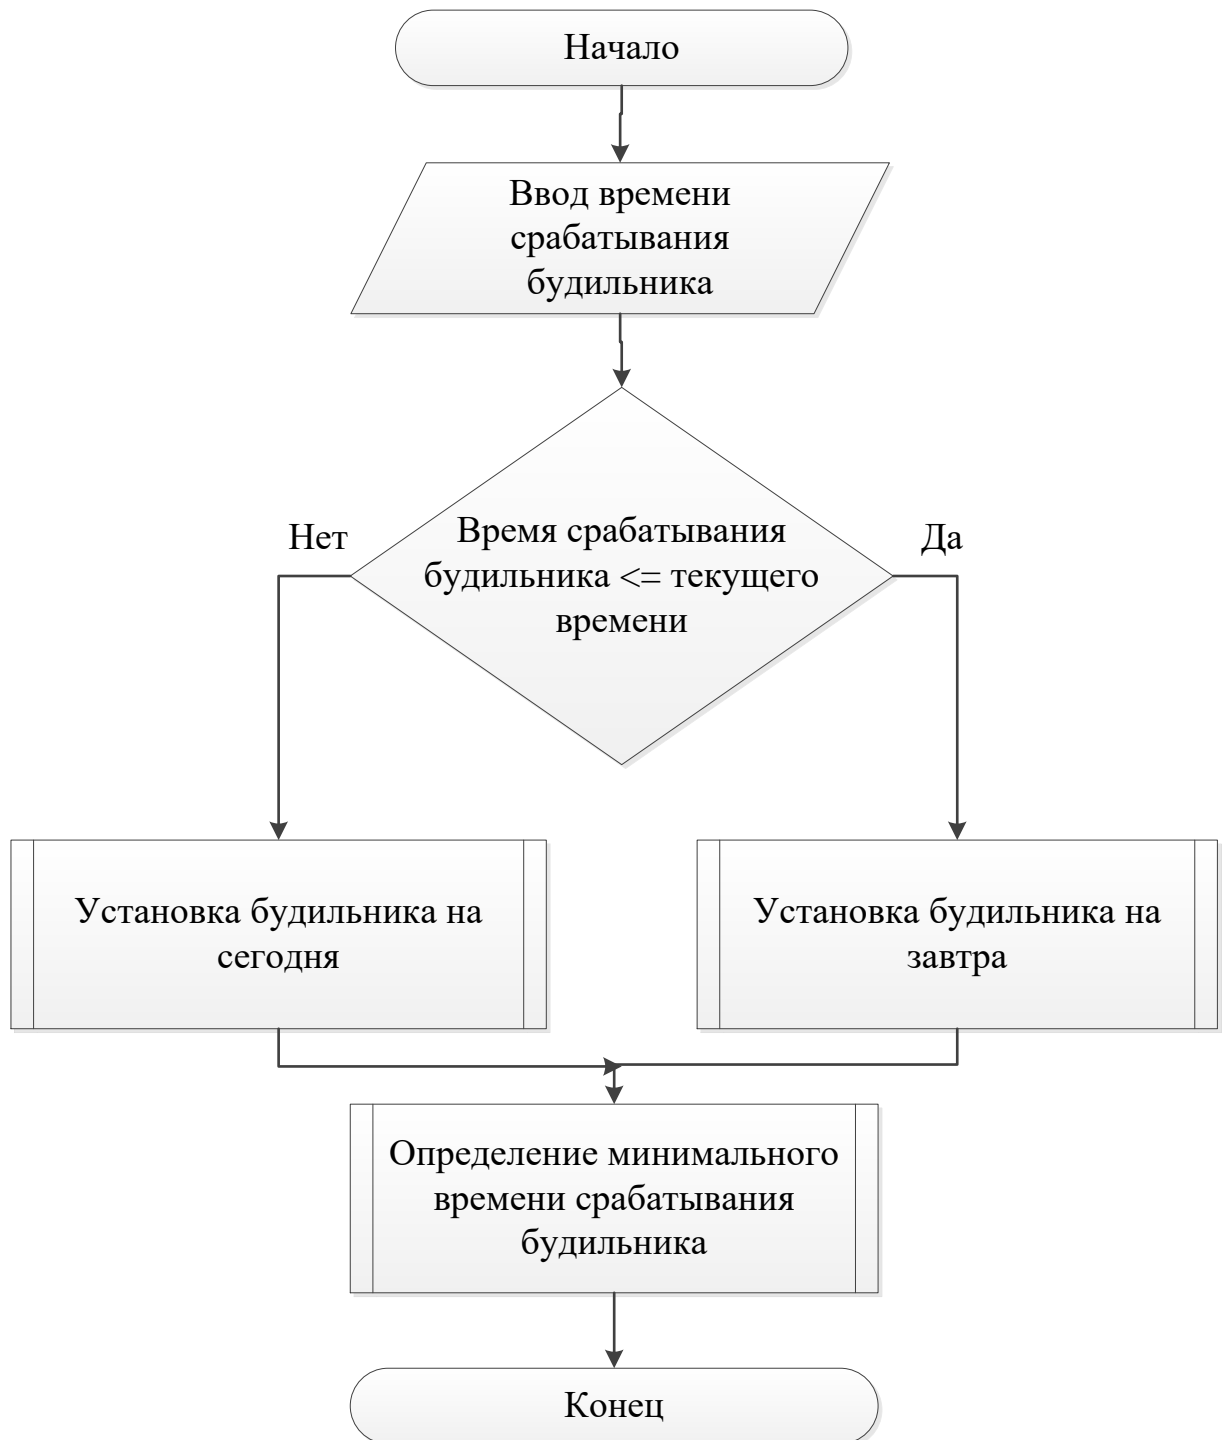 Начало
Ввод времени
срабатывания
будильника
Время срабатывания
будильника <= текущего
времени
Нет
Да
Установка будильника на
сегодня
Установка будильника на
завтра
Определение минимального
времени срабатывания
будильника
Конец